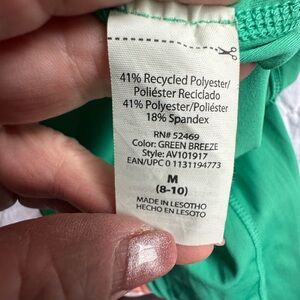 41% Recycled Polyester/
Poliéster Reciclado
41% Polyester/Poliéster
18% Spandex
RN# 52469
Color: GREEN BREEZE
Style: AV101917
EAN/UPC 0 1131194773
M
(8-10)
MADE IN LESOTHO
HECHO EN LESOTO